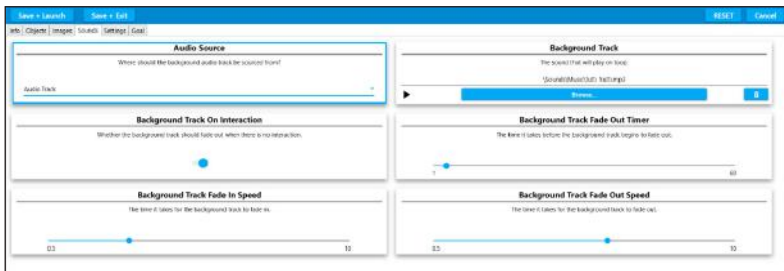 Save + Launch Save + Exit RESET Cancel
Info Objects Images Sounds Settings Goal
Audio Source
Where should the background audio track be sourced from?
Audio Track
Background Track
The sound that will play on loop.
Browse...
Background Track On Interaction
Whether the background track should fade out when there is no interaction.
Background Track Fade Out Timer
The time it takes before the background track begins to fade out.
1 60
Background Track Fade In Speed
The time it takes for the background track to fade in.
0.5 10
Background Track Fade Out Speed
The time it takes for the background track to fade out.
0.5 10